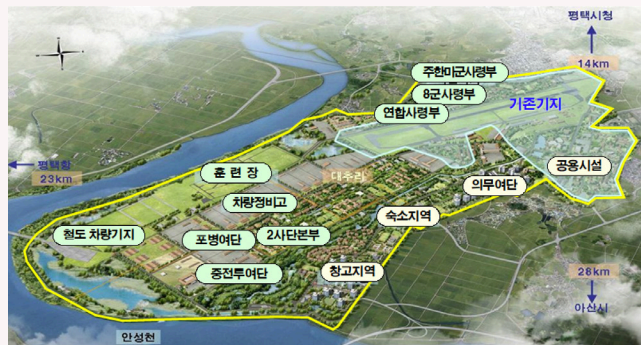 평택시청
14km
주한미군사령부
8군사령부
연합사령부
기존기지
평택항
23km
훈 련 장
대추리
공용시설
의무여단
차량정비고
숙소지역
철도 차량기지
포병여단
2사단본부
중전투여단
창고지역
28km
아산시
안성천